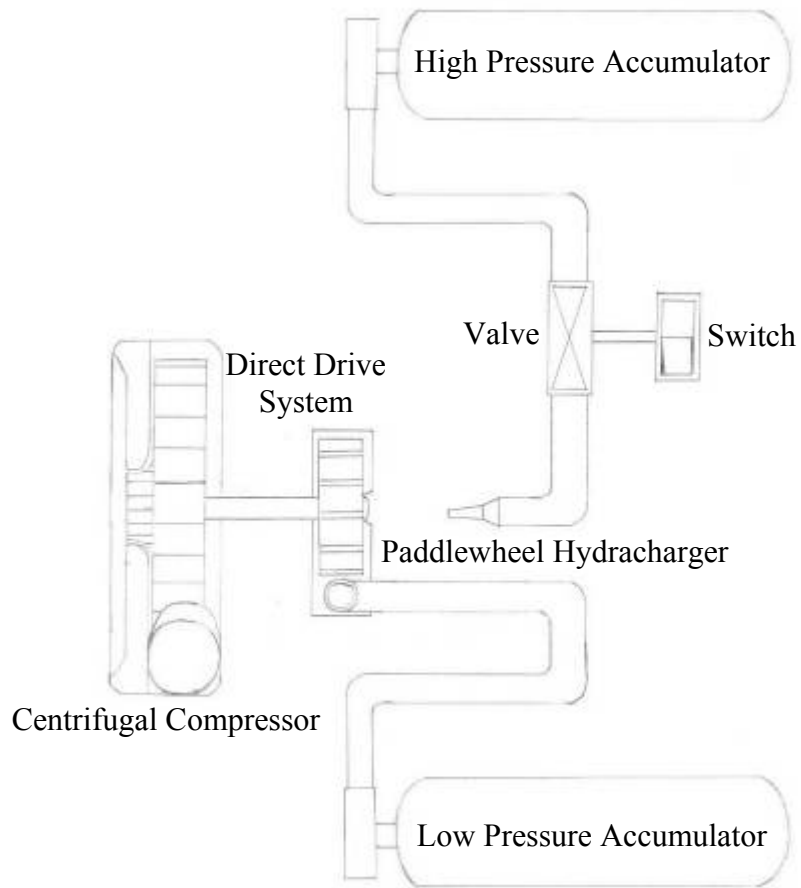 High Pressure Accumulator
Valve
Switch
Direct Drive
System
Paddlewheel Hydracharger
Centrifugal Compressor
Low Pressure Accumulator